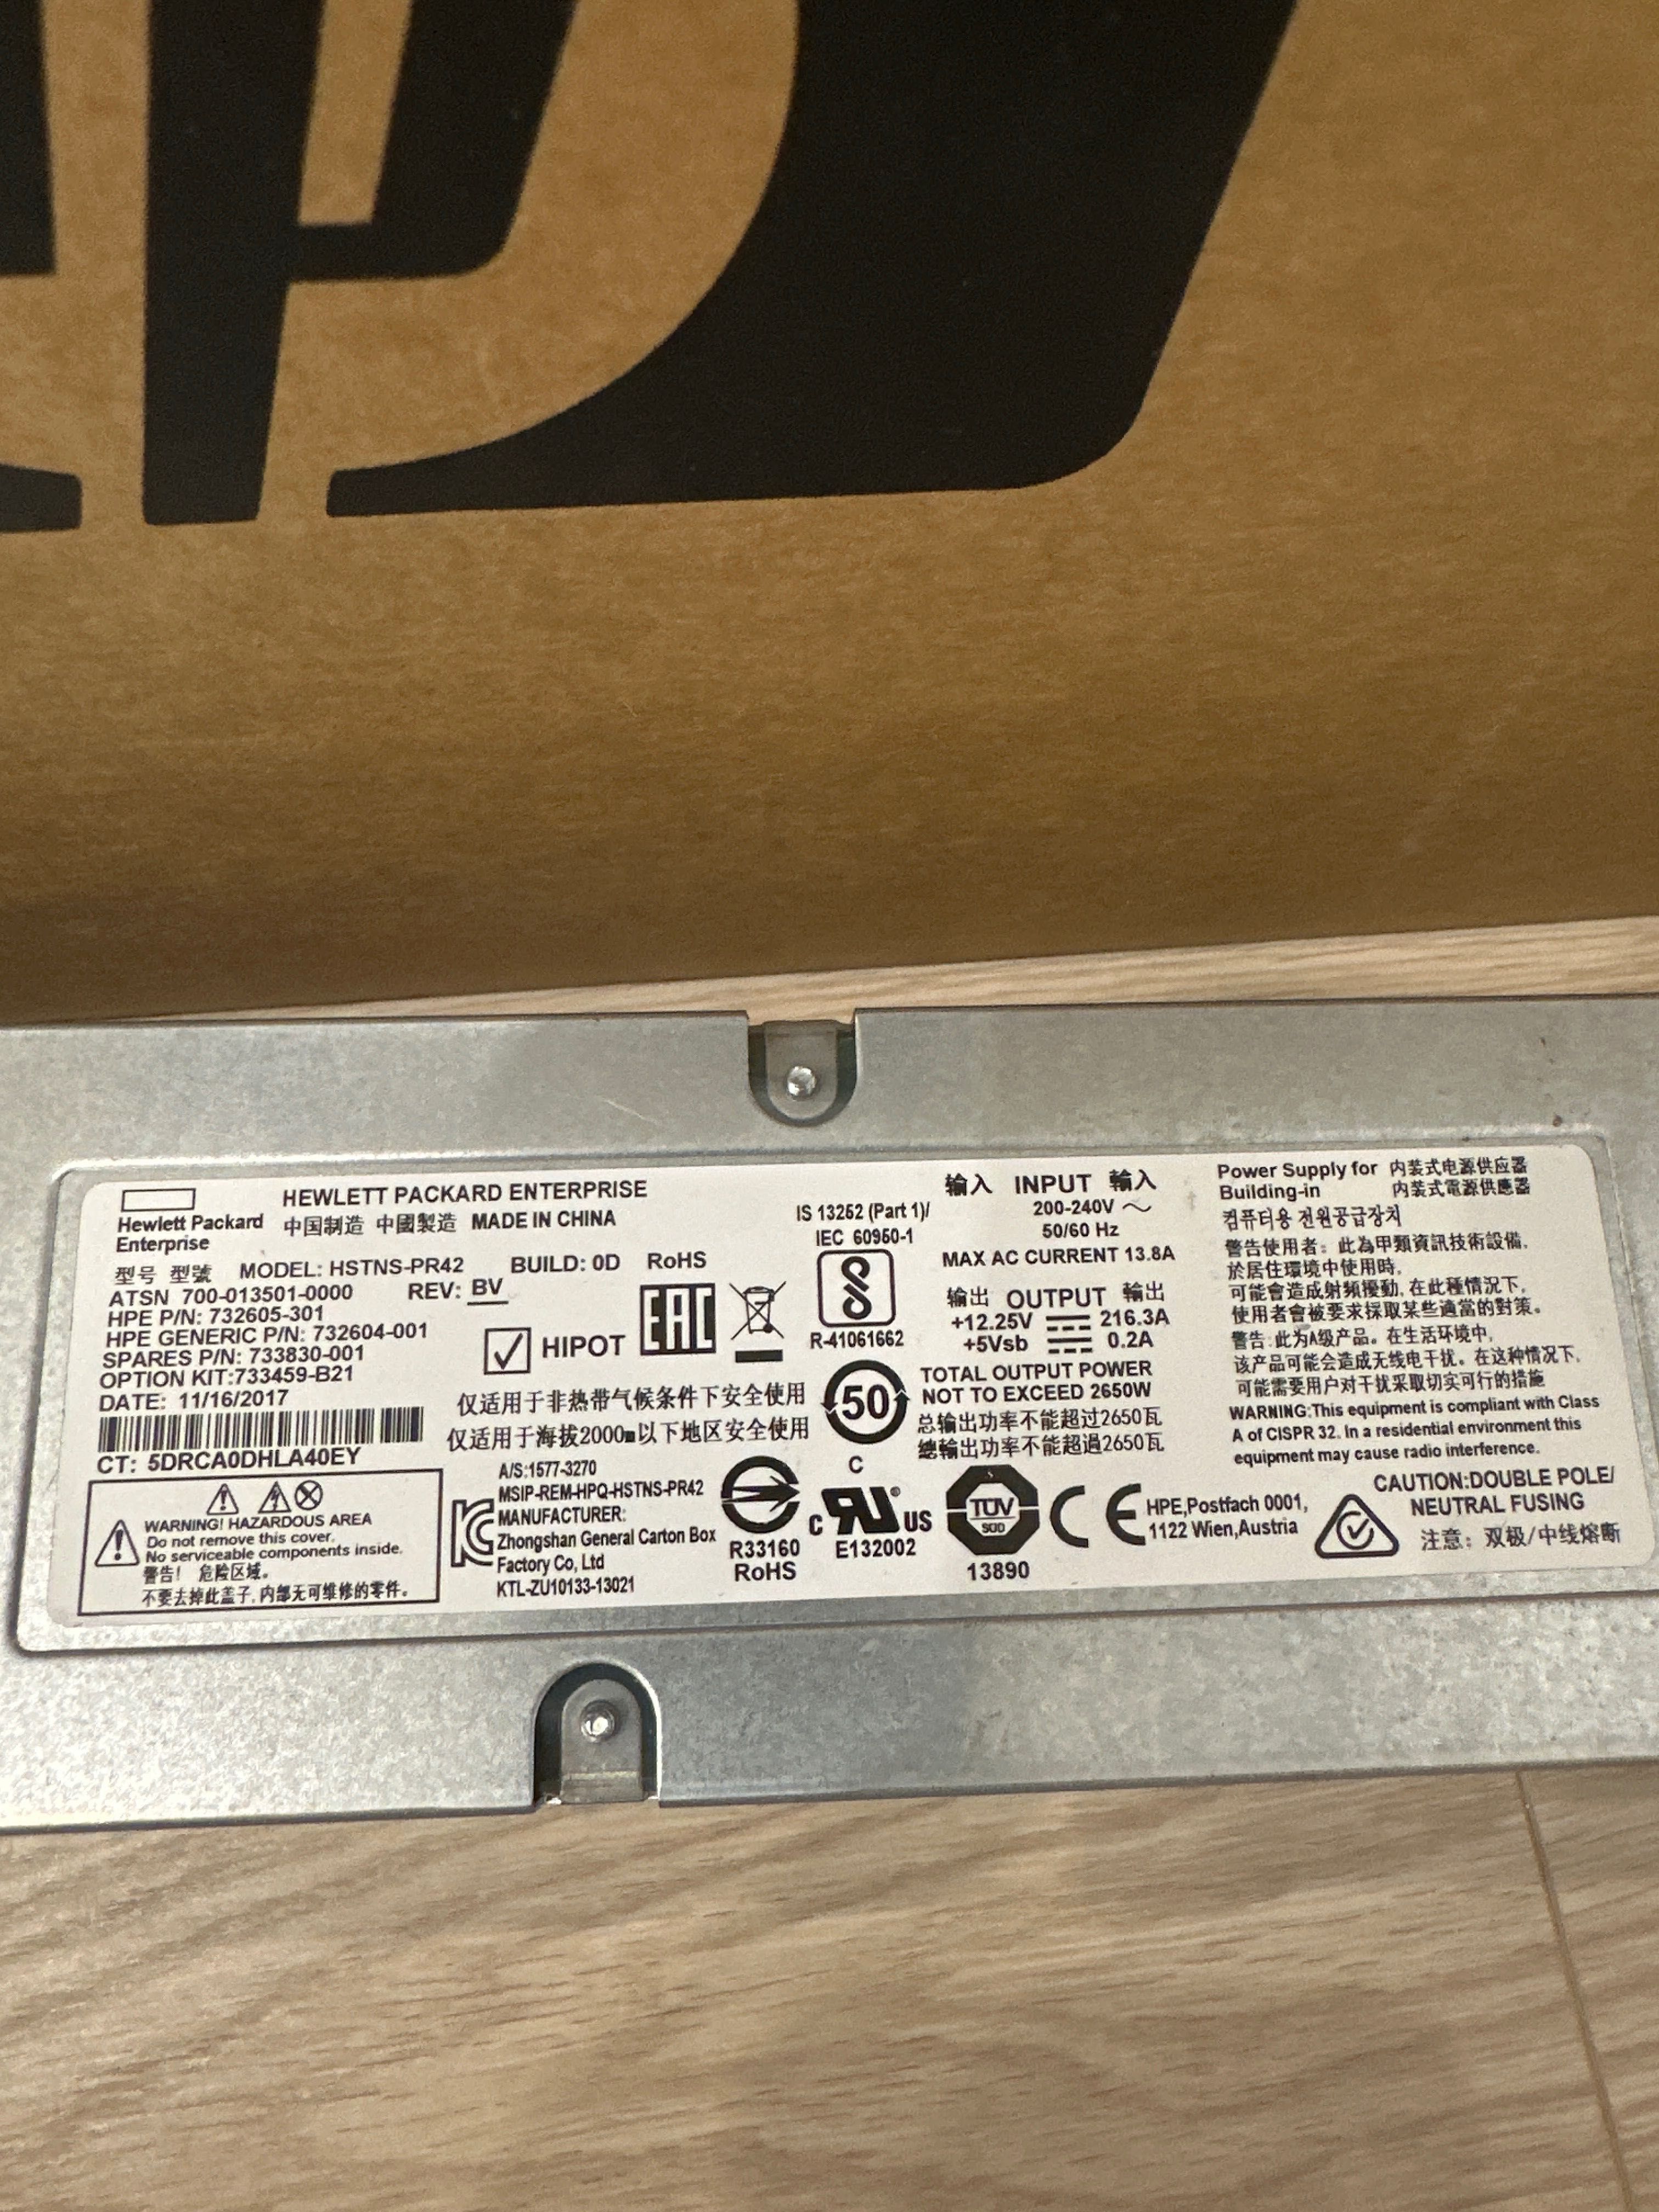 hp
Hewlett Packard
Enterprise
HEWLETT PACKARD ENTERPRISE
中国制造 中國製造 MADE IN CHINA
型号 型號 MODEL: HSTNS-PR42 BUILD: 0D RoHS
ATSN 700-013501-0000 REV: BV
HPE P/N: 732605-301
HPE GENERIC P/N: 732604-001
SPARES P/N: 733830-001
OPTION KIT:733459-B21
DATE: 11/16/2017
CT: 5DRCA0DHLA40EY
HIPOT
EAC
仅适用于非热带气候条件下安全使用
仅适用于海拔2000■以下地区安全使用
WARNING! HAZARDOUS AREA
Do not remove this cover.
No serviceable components inside.
警告! 危险区域。
不要去掉此盖子,内部无可维修的零件。
A/S:1577-3270
MSIP-REM-HPQ-HSTNS-PR42
MANUFACTURER:
Zhongshan General Carton Box
Factory Co, Ltd
KTL-ZU10133-13021
IS 13252 (Part 1)/
IEC 60950-1
R-41061662
50
C
R33160
RoHS
C RU US
E132002
TÜV
SÜD
13890
CE
HPE,Postfach 0001,
1122 Wien,Austria
输入 INPUT 輸入
200-240V ~
50/60 Hz
MAX AC CURRENT 13.8A
输出 OUTPUT 輸出
+12.25V 216.3A
+5Vsb 0.2A
TOTAL OUTPUT POWER
NOT TO EXCEED 2650W
总输出功率不能超过2650瓦
總輸出功率不能超過2650瓦
Power Supply for 内装式电源供应器
Building-in 内装式電源供應器
컴퓨터용 전원공급장치
警告使用者：此為甲類資訊技術設備,
於居住環境中使用時,
可能會造成射頻擾動,在此種情況下,
使用者會被要求採取某些適當的對策。
警告:此为A级产品。在生活环境中,
该产品可能会造成无线电干扰。在这种情况下,
可能需要用户对干扰采取切实可行的措施
WARNING:This equipment is compliant with Class
A of CISPR 32. In a residential environment this
equipment may cause radio interference.
CAUTION:DOUBLE POLE/
NEUTRAL FUSING
注意：双极/中线熔断